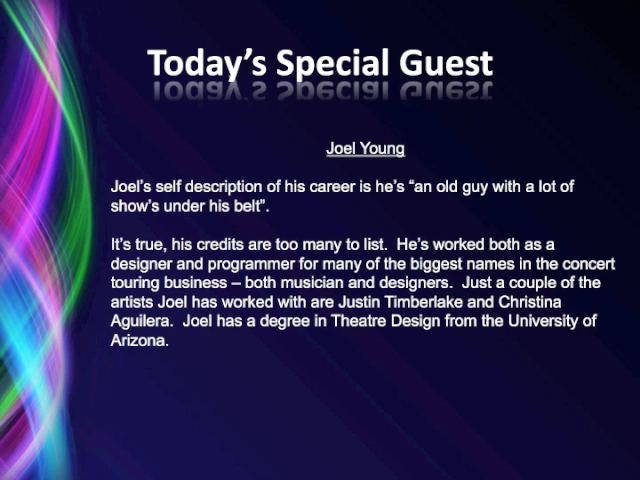 Today’s Special Guest
Joel Young
Joel’s self description of his career is he’s “an old guy with a lot of
show’s under his belt”.
It’s true, his credits are too many to list.  He’s worked both as a
designer and programmer for many of the biggest names in the concert
touring business – both musician and designers.  Just a couple of the
artists Joel has worked with are Justin Timberlake and Christina
Aguilera.  Joel has a degree in Theatre Design from the University of
Arizona.